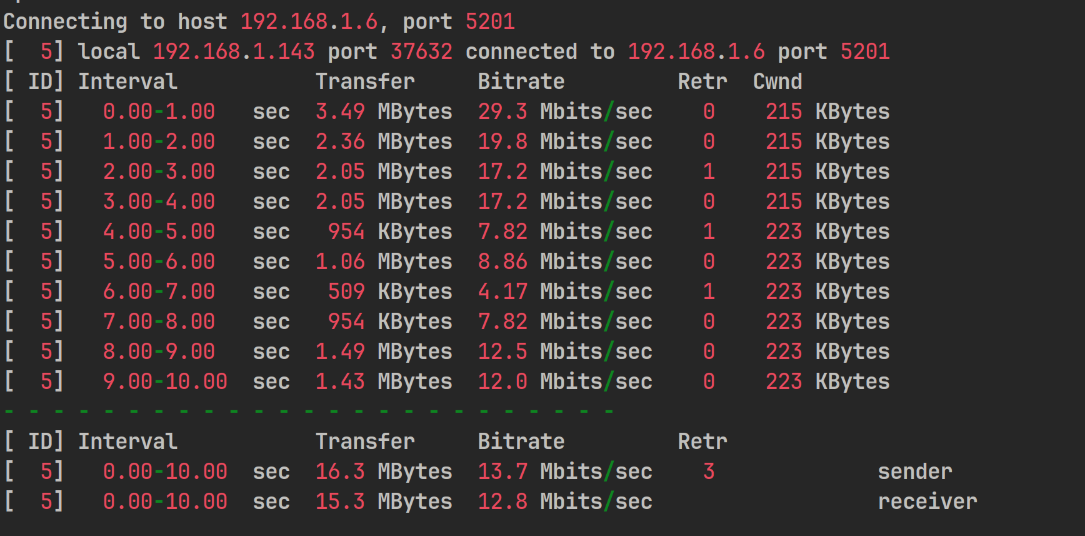 Connecting to host 192.168.1.6, port 5201
[  5] local 192.168.1.143 port 37632 connected to 192.168.1.6 port 5201
[ ID] Interval           Transfer     Bitrate         Retr  Cwnd
[  5]   0.00-1.00   sec  3.49 MBytes  29.3 Mbits/sec    0    215 KBytes
[  5]   1.00-2.00   sec  2.36 MBytes  19.8 Mbits/sec    0    215 KBytes
[  5]   2.00-3.00   sec  2.05 MBytes  17.2 Mbits/sec    1    215 KBytes
[  5]   3.00-4.00   sec  2.05 MBytes  17.2 Mbits/sec    0    215 KBytes
[  5]   4.00-5.00   sec   954 KBytes  7.82 Mbits/sec    1    223 KBytes
[  5]   5.00-6.00   sec  1.06 MBytes  8.86 Mbits/sec    0    223 KBytes
[  5]   6.00-7.00   sec   509 KBytes  4.17 Mbits/sec    1    223 KBytes
[  5]   7.00-8.00   sec   954 KBytes  7.82 Mbits/sec    0    223 KBytes
[  5]   8.00-9.00   sec  1.49 MBytes  12.5 Mbits/sec    0    223 KBytes
[  5]   9.00-10.00  sec  1.43 MBytes  12.0 Mbits/sec    0    223 KBytes
- - - - - - - - - - - - - - - - - - - - - - - - -
[ ID] Interval           Transfer     Bitrate         Retr
[  5]   0.00-10.00  sec  16.3 MBytes  13.7 Mbits/sec    3             sender
[  5]   0.00-10.00  sec  15.3 MBytes  12.8 Mbits/sec                  receiver